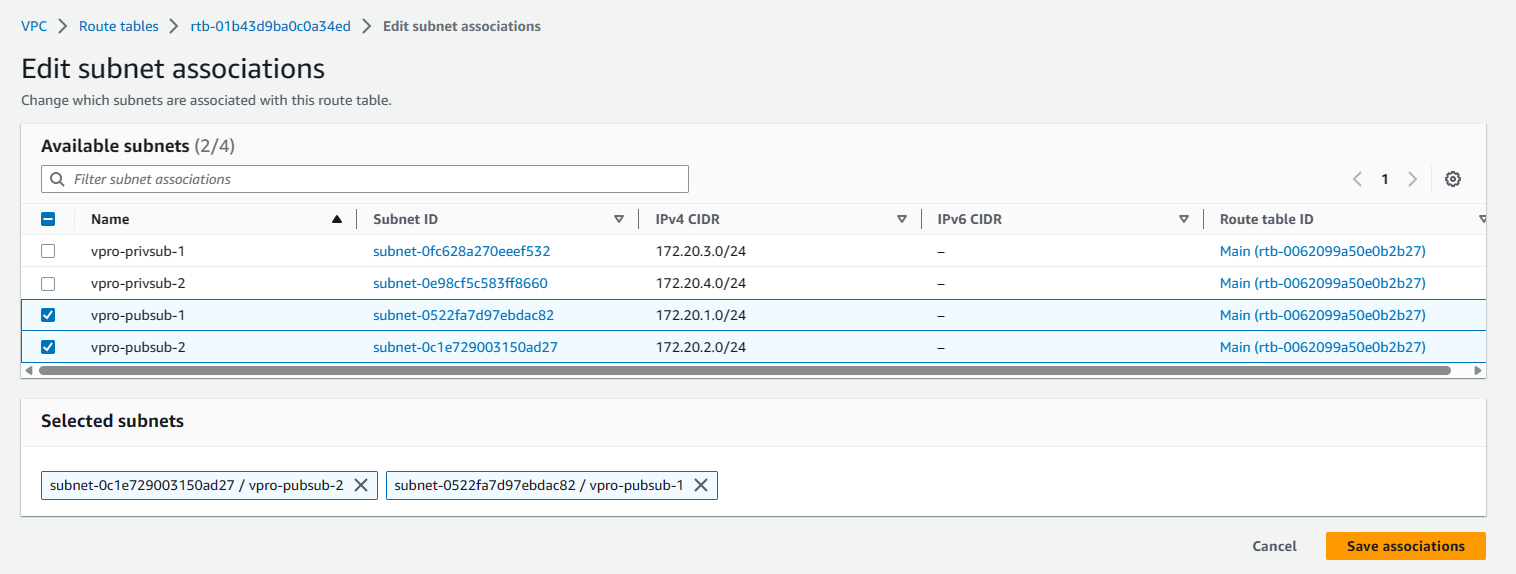 VPC > Route tables > rtb-01b43d9ba0c0a34ed > Edit subnet associations
Edit subnet associations
Change which subnets are associated with this route table.
Available subnets (2/4)
Filter subnet associations
1
Name Subnet ID IPv4 CIDR IPv6 CIDR Route table ID
vpro-privsub-1 subnet-0fc628a270eeef532 172.20.3.0/24 – Main (rtb-0062099a50e0b2b27)
vpro-privsub-2 subnet-0e98cf5c583ff8660 172.20.4.0/24 – Main (rtb-0062099a50e0b2b27)
vpro-pubsub-1 subnet-0522fa7d97ebdac82 172.20.1.0/24 – Main (rtb-0062099a50e0b2b27)
vpro-pubsub-2 subnet-0c1e729003150ad27 172.20.2.0/24 – Main (rtb-0062099a50e0b2b27)
Selected subnets
subnet-0c1e729003150ad27 / vpro-pubsub-2 subnet-0522fa7d97ebdac82 / vpro-pubsub-1
Cancel Save associations